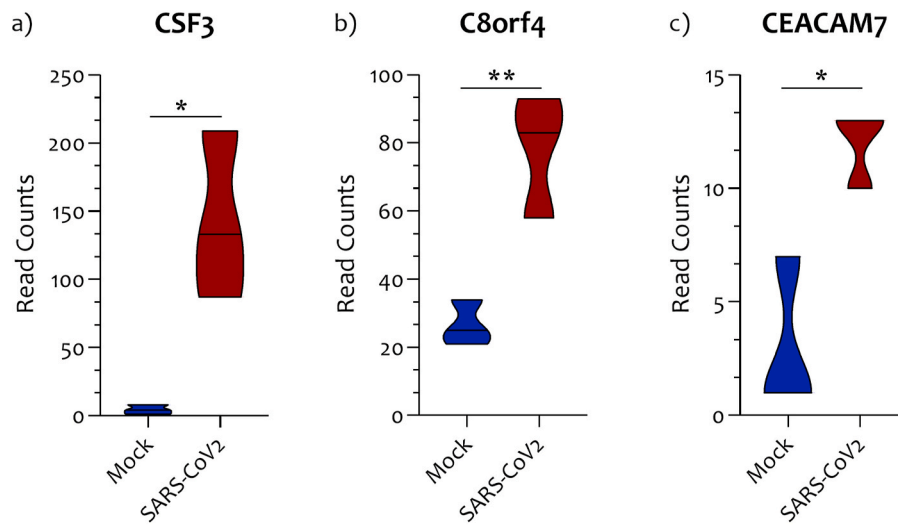 a) CSF3
*
Read Counts
250
200
150
100
50
0
Mock
SARS-CoV2
b) C8orf4
**
Read Counts
100
80
60
40
20
0
Mock
SARS-CoV2
c) CEACAM7
*
Read Counts
15
10
5
0
Mock
SARS-CoV2